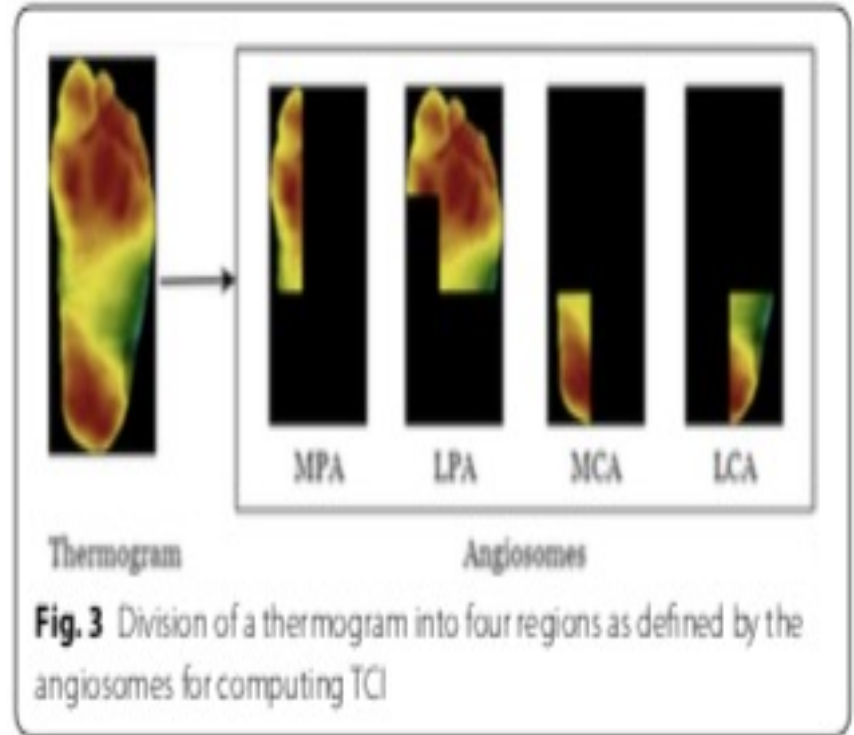 MPA LPA MCA LCA
Thermogram Angiosomes
Fig. 3 Division of a thermogram into four regions as defined by the
angiosomes for computing TCI